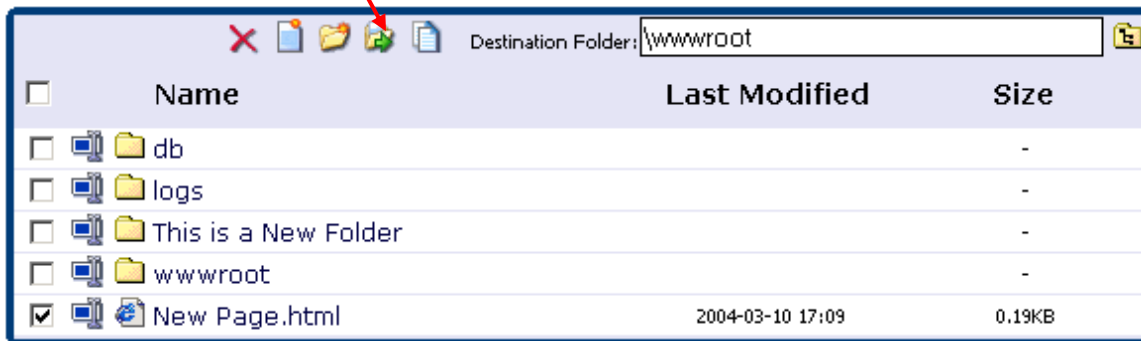 Destination Folder: \wwwroot
Name Last Modified Size
db -
logs -
This is a New Folder -
wwwroot -
New Page.html 2004-03-10 17:09 0.19KB